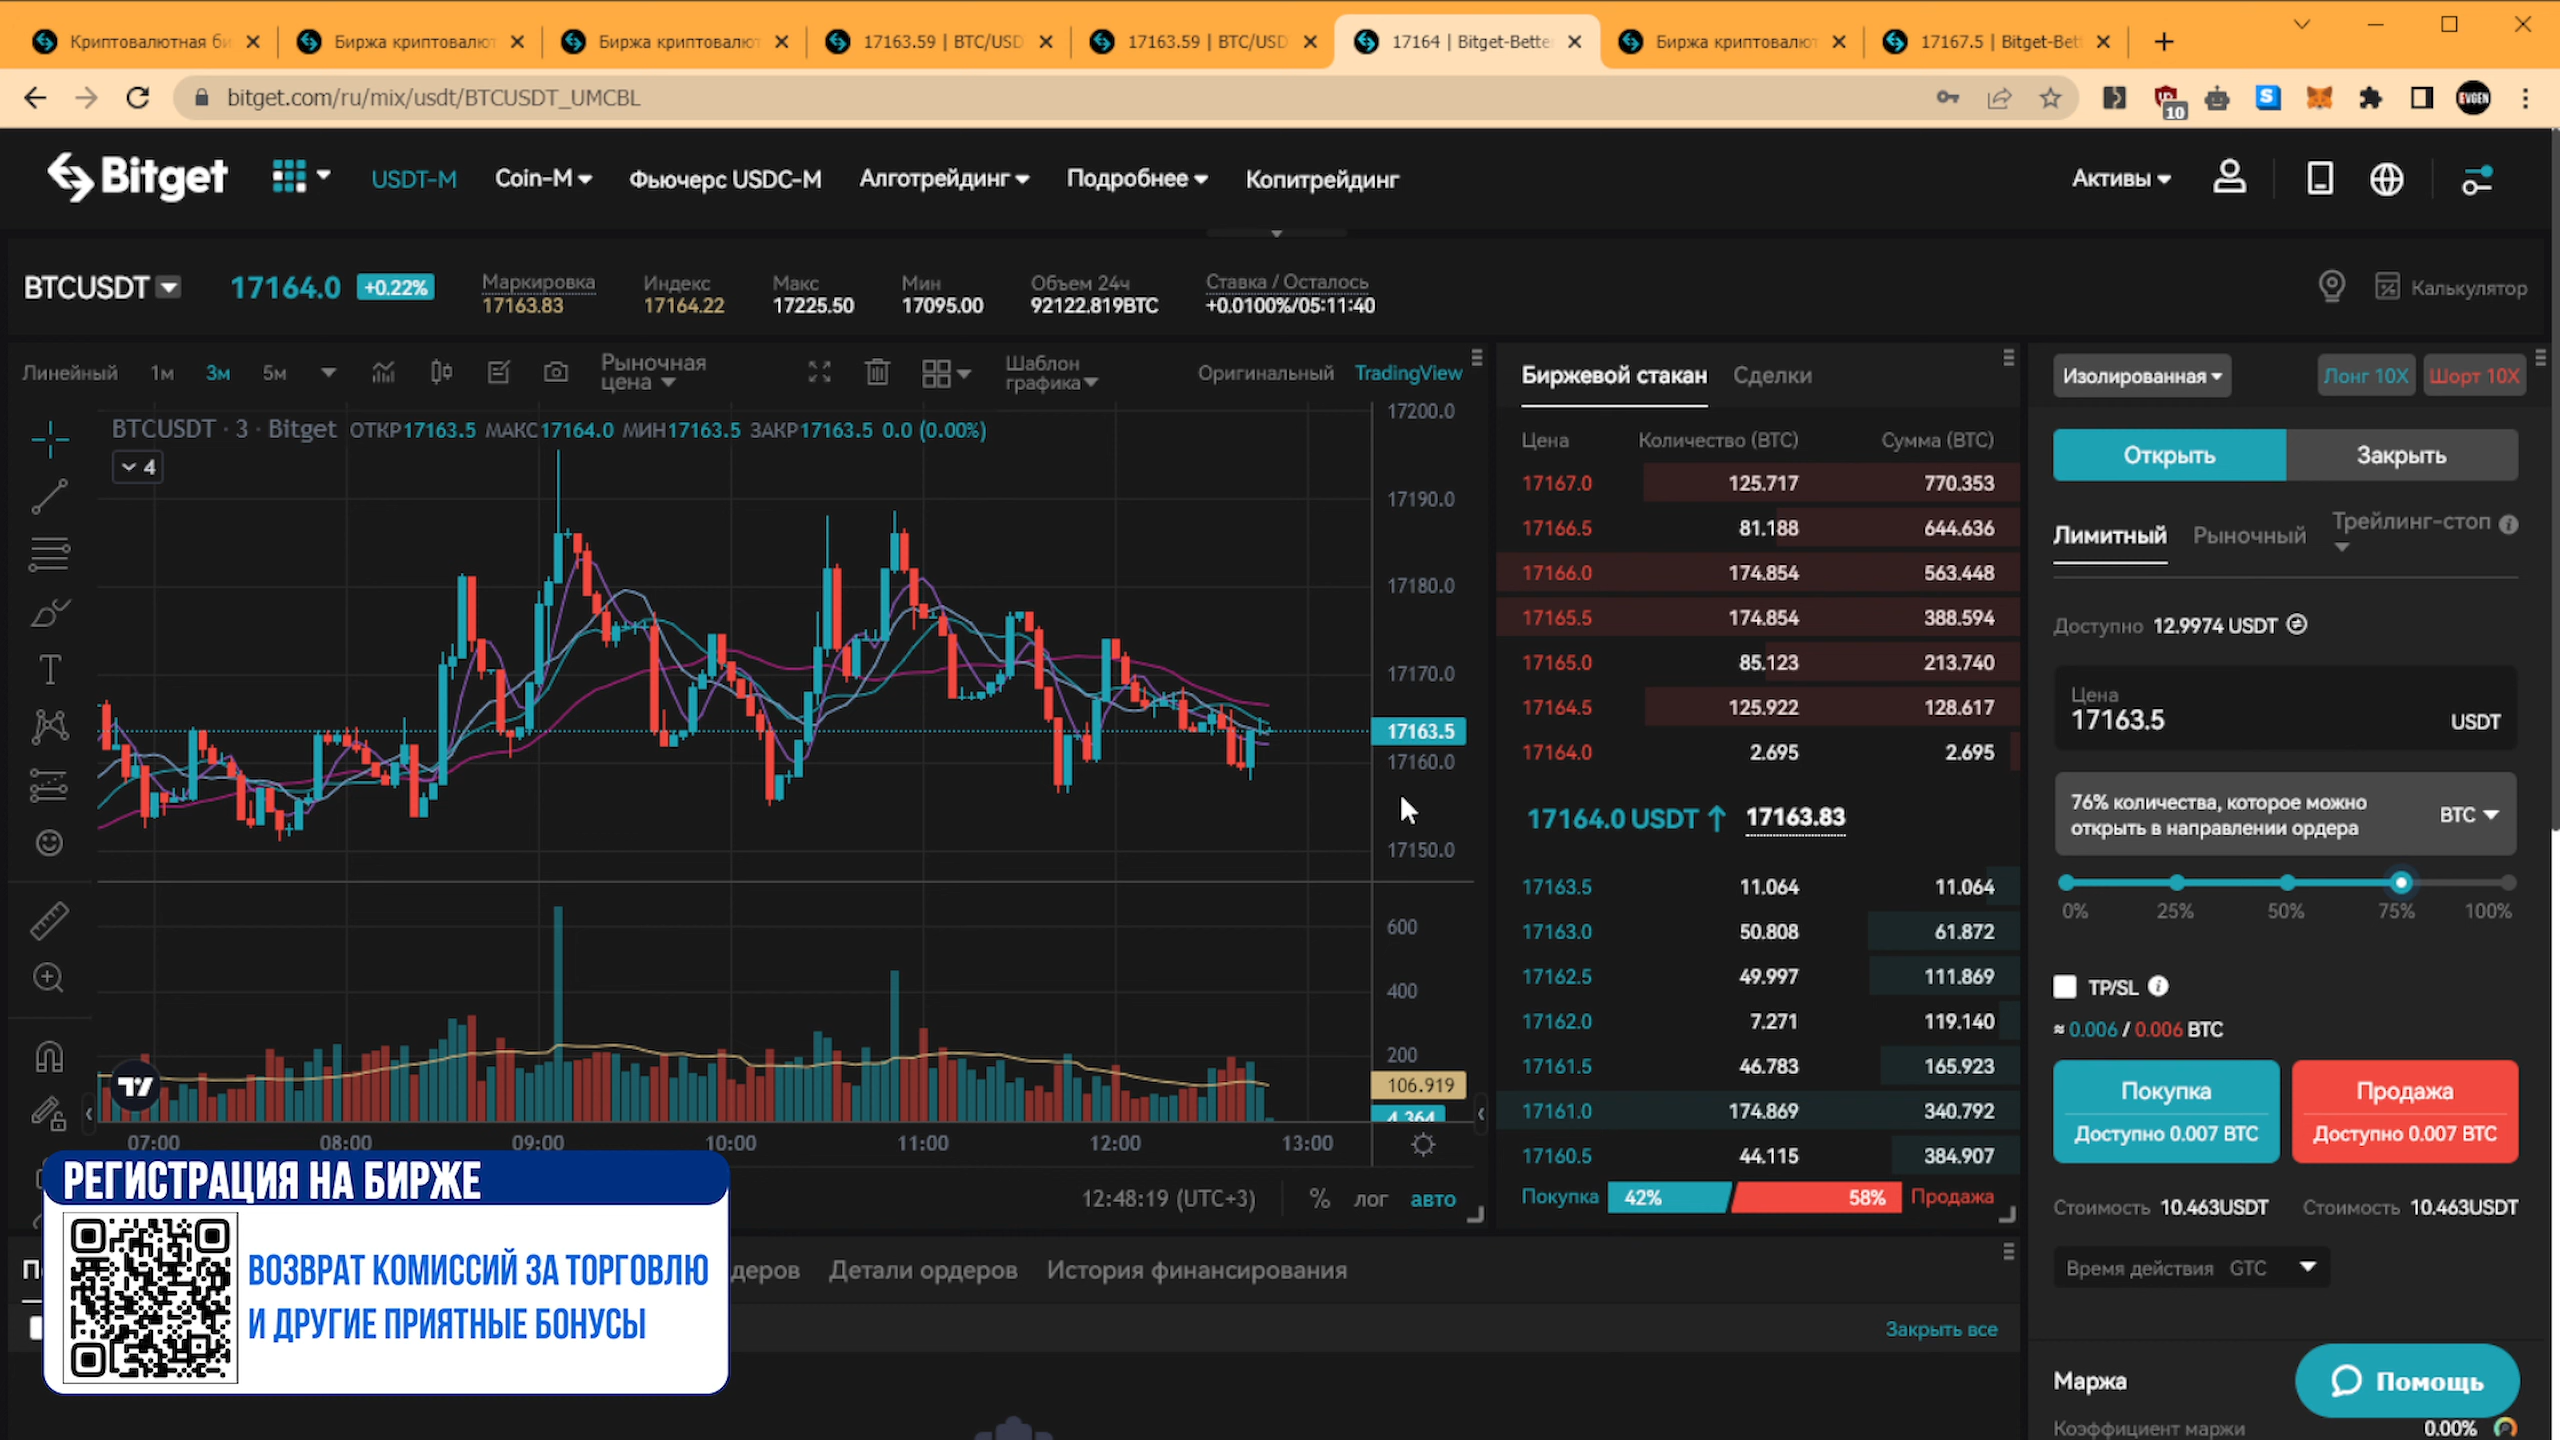 Криптовалютная би
Биржа криптовалют
Биржа криптовалют
17163.59 | BTC/USD
17163.59 | BTC/USD
17164 | Bitget-Bette
Биржа криптовалют
17167.5 | Bitget-Bet
bitget.com/ru/mix/usdt/BTCUSDT_UMCBL
10
EVGEN
Bitget
USDT-M
Coin-M
Фьючерс USDC-M
Алготрейдинг
Подробнее
Копитрейдинг
Активы
BTCUSDT
17164.0
+0.22%
Маркировка
17163.83
Индекс
17164.22
Макс
17225.50
Мин
17095.00
Объем 24ч
92122.819BTC
Ставка / Осталось
+0.0100%/05:11:40
Калькулятор
Линейный
1м
3м
5м
Рыночная
цена
Шаблон
графика
Оригинальный
TradingView
BTCUSDT · 3 · Bitget ОТКР17163.5 МАКС17164.0 МИН17163.5 ЗАКР17163.5 0.0 (0.00%)
4
17200.0
17190.0
17180.0
17170.0
17163.5
17160.0
17150.0
600
400
200
106.919
4.364
07:00
08:00
09:00
10:00
11:00
12:00
13:00
12:48:19 (UTC+3)
%
лог
авто
Биржевой стакан
Сделки
Цена Количество (BTC) Сумма (BTC)
17167.0 125.717 770.353
17166.5 81.188 644.636
17166.0 174.854 563.448
17165.5 174.854 388.594
17165.0 85.123 213.740
17164.5 125.922 128.617
17164.0 2.695 2.695
17164.0 USDT 17163.83
17163.5 11.064 11.064
17163.0 50.808 61.872
17162.5 49.997 111.869
17162.0 7.271 119.140
17161.5 46.783 165.923
17161.0 174.869 340.792
17160.5 44.115 384.907
Покупка 42% 58% Продажа
Изолированная
Лонг 10X
Шорт 10X
Открыть
Закрыть
Лимитный
Рыночный
Трейлинг-стоп
Доступно 12.9974 USDT
Цена
17163.5
USDT
76% количества, которое можно
открыть в направлении ордера
BTC
0% 25% 50% 75% 100%
TP/SL
≈ 0.006 / 0.006 BTC
Покупка
Доступно 0.007 BTC
Продажа
Доступно 0.007 BTC
Стоимость 10.463USDT
Стоимость 10.463USDT
Время действия GTC
Маржа
Помощь
Коэффициент маржи 0.00%
РЕГИСТРАЦИЯ НА БИРЖЕ
ВОЗВРАТ КОМИССИЙ ЗА ТОРГОВЛЮ
И ДРУГИЕ ПРИЯТНЫЕ БОНУСЫ
деров
Детали ордеров
История финансирования
Закрыть все